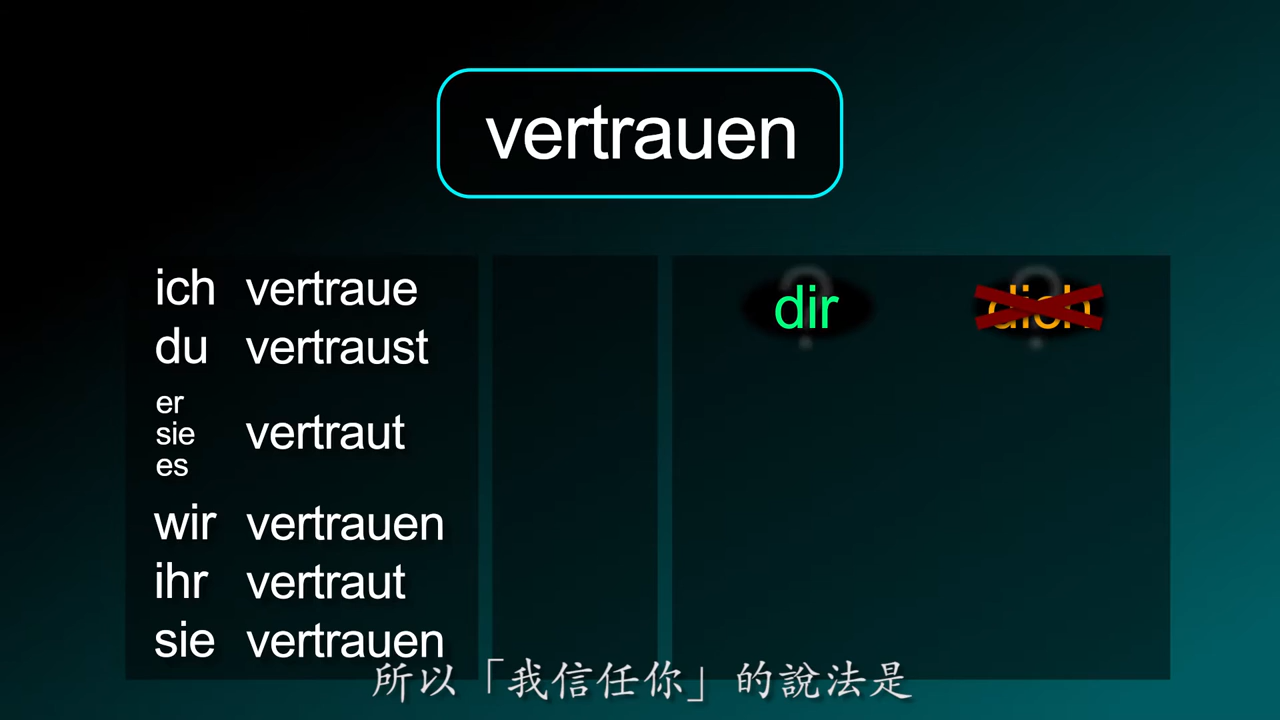 vertrauen
ich vertraue dir dich
du vertraust
er
sie vertraut
es
wir vertrauen
ihr vertraut
sie vertrauen
所以「我信任你」的說法是